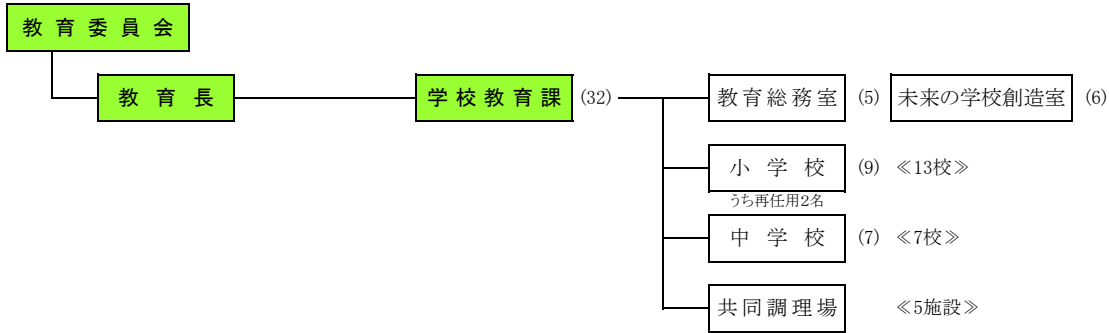 教育委員会
教育長
学校教育課 (32)
教育総務室 (5) 未来の学校創造室 (6)
小学校 (9) ≪13校≫
うち再任用2名
中学校 (7) ≪7校≫
共同調理場 ≪5施設≫